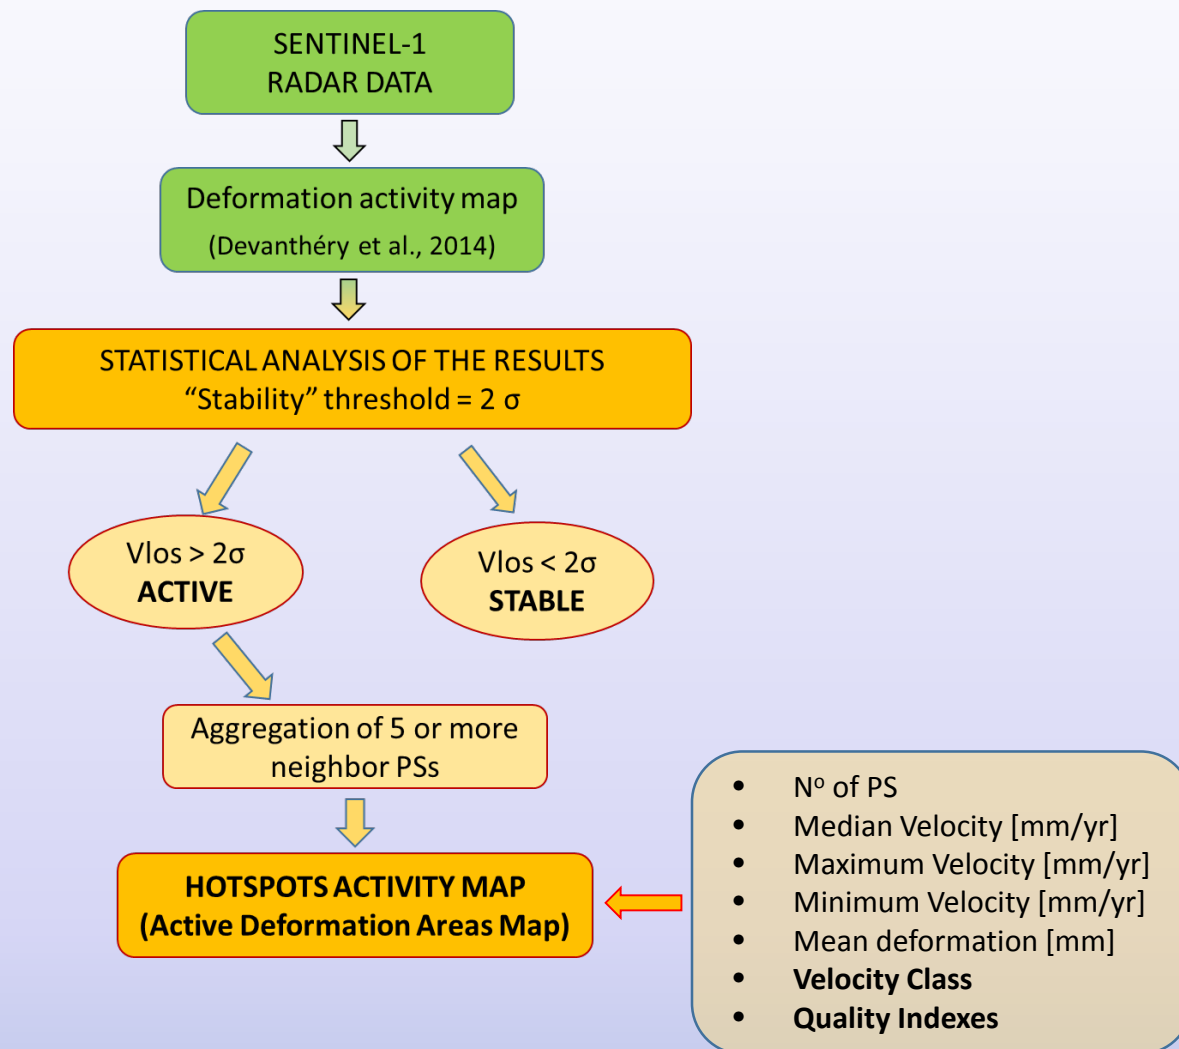 SENTINEL-1
RADAR DATA
Deformation activity map
(Devanthéry et al., 2014)
STATISTICAL ANALYSIS OF THE RESULTS
“Stability” threshold = 2 σ
Vlos > 2σ
ACTIVE
Vlos < 2σ
STABLE
Aggregation of 5 or more
neighbor PSs
HOTSPOTS ACTIVITY MAP
(Active Deformation Areas Map)
• Nº of PS
• Median Velocity [mm/yr]
• Maximum Velocity [mm/yr]
• Minimum Velocity [mm/yr]
• Mean deformation [mm]
• Velocity Class
• Quality Indexes